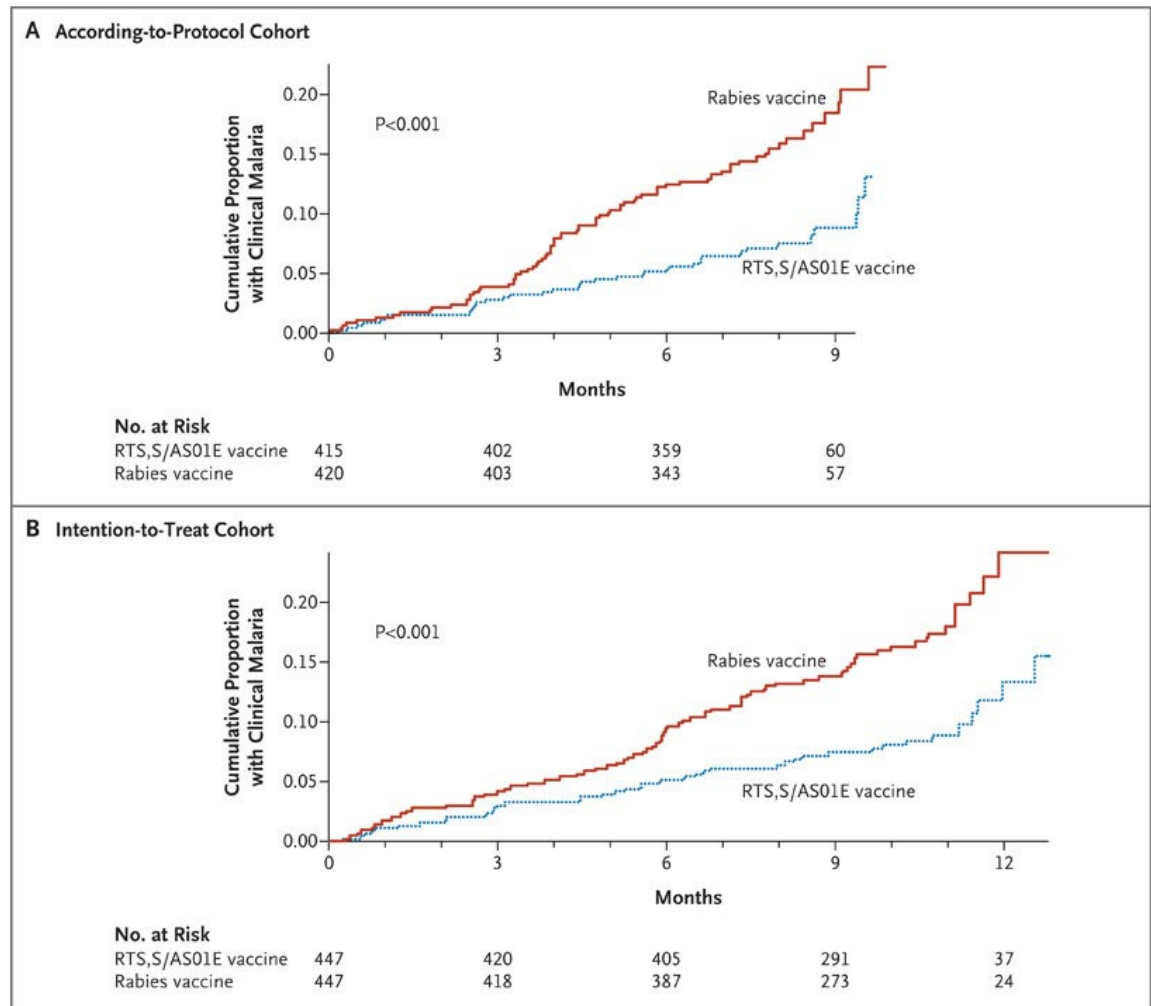 A According-to-Protocol Cohort
Cumulative Proportion
with Clinical Malaria
0.20
0.15
0.10
0.05
0.00
P<0.001
Rabies vaccine
RTS,S/AS01E vaccine
0 3 6 9
Months
No. at Risk
RTS,S/AS01E vaccine 415 402 359 60
Rabies vaccine 420 403 343 57
B Intention-to-Treat Cohort
Cumulative Proportion
with Clinical Malaria
0.20
0.15
0.10
0.05
0.00
P<0.001
Rabies vaccine
RTS,S/AS01E vaccine
0 3 6 9 12
Months
No. at Risk
RTS,S/AS01E vaccine 447 420 405 291 37
Rabies vaccine 447 418 387 273 24